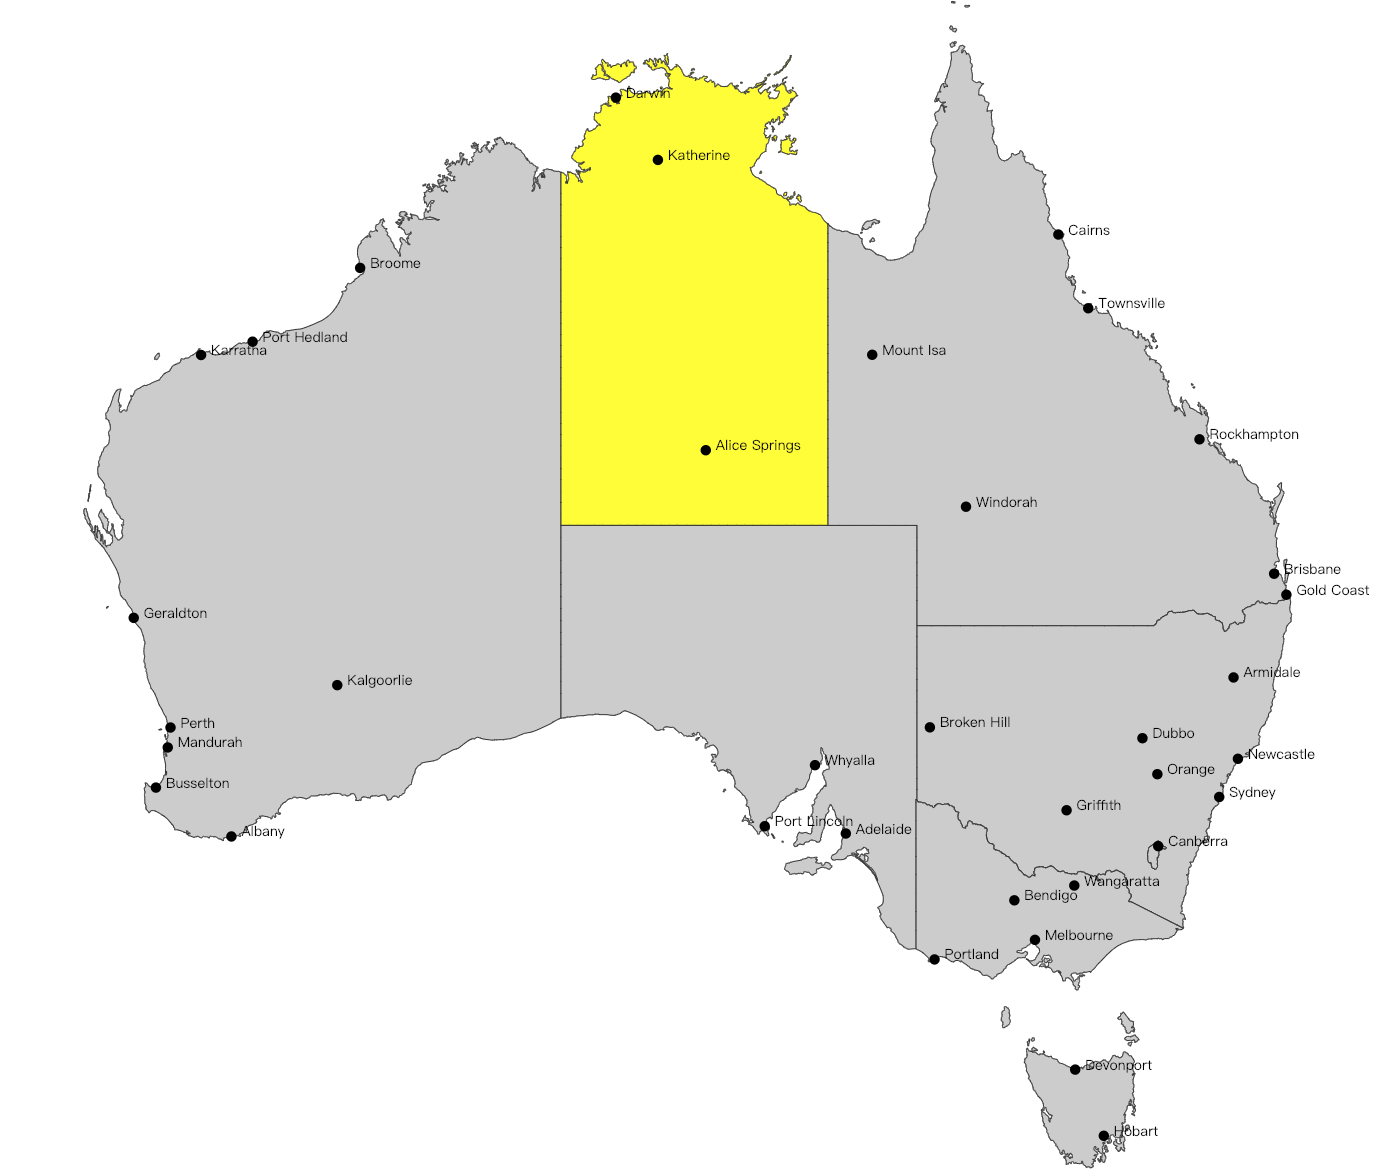 Darwin
Katherine
Cairns
Broome
Townsville
Port Hedland
Karratha
Mount Isa
Rockhampton
Alice Springs
Windorah
Brisbane
Gold Coast
Geraldton
Armidale
Kalgoorlie
Broken Hill
Perth
Dubbo
Mandurah
Newcastle
Whyalla
Orange
Busselton
Sydney
Griffith
Port Lincoln
Adelaide
Albany
Canberra
Wangaratta
Bendigo
Melbourne
Portland
Devonport
Hobart